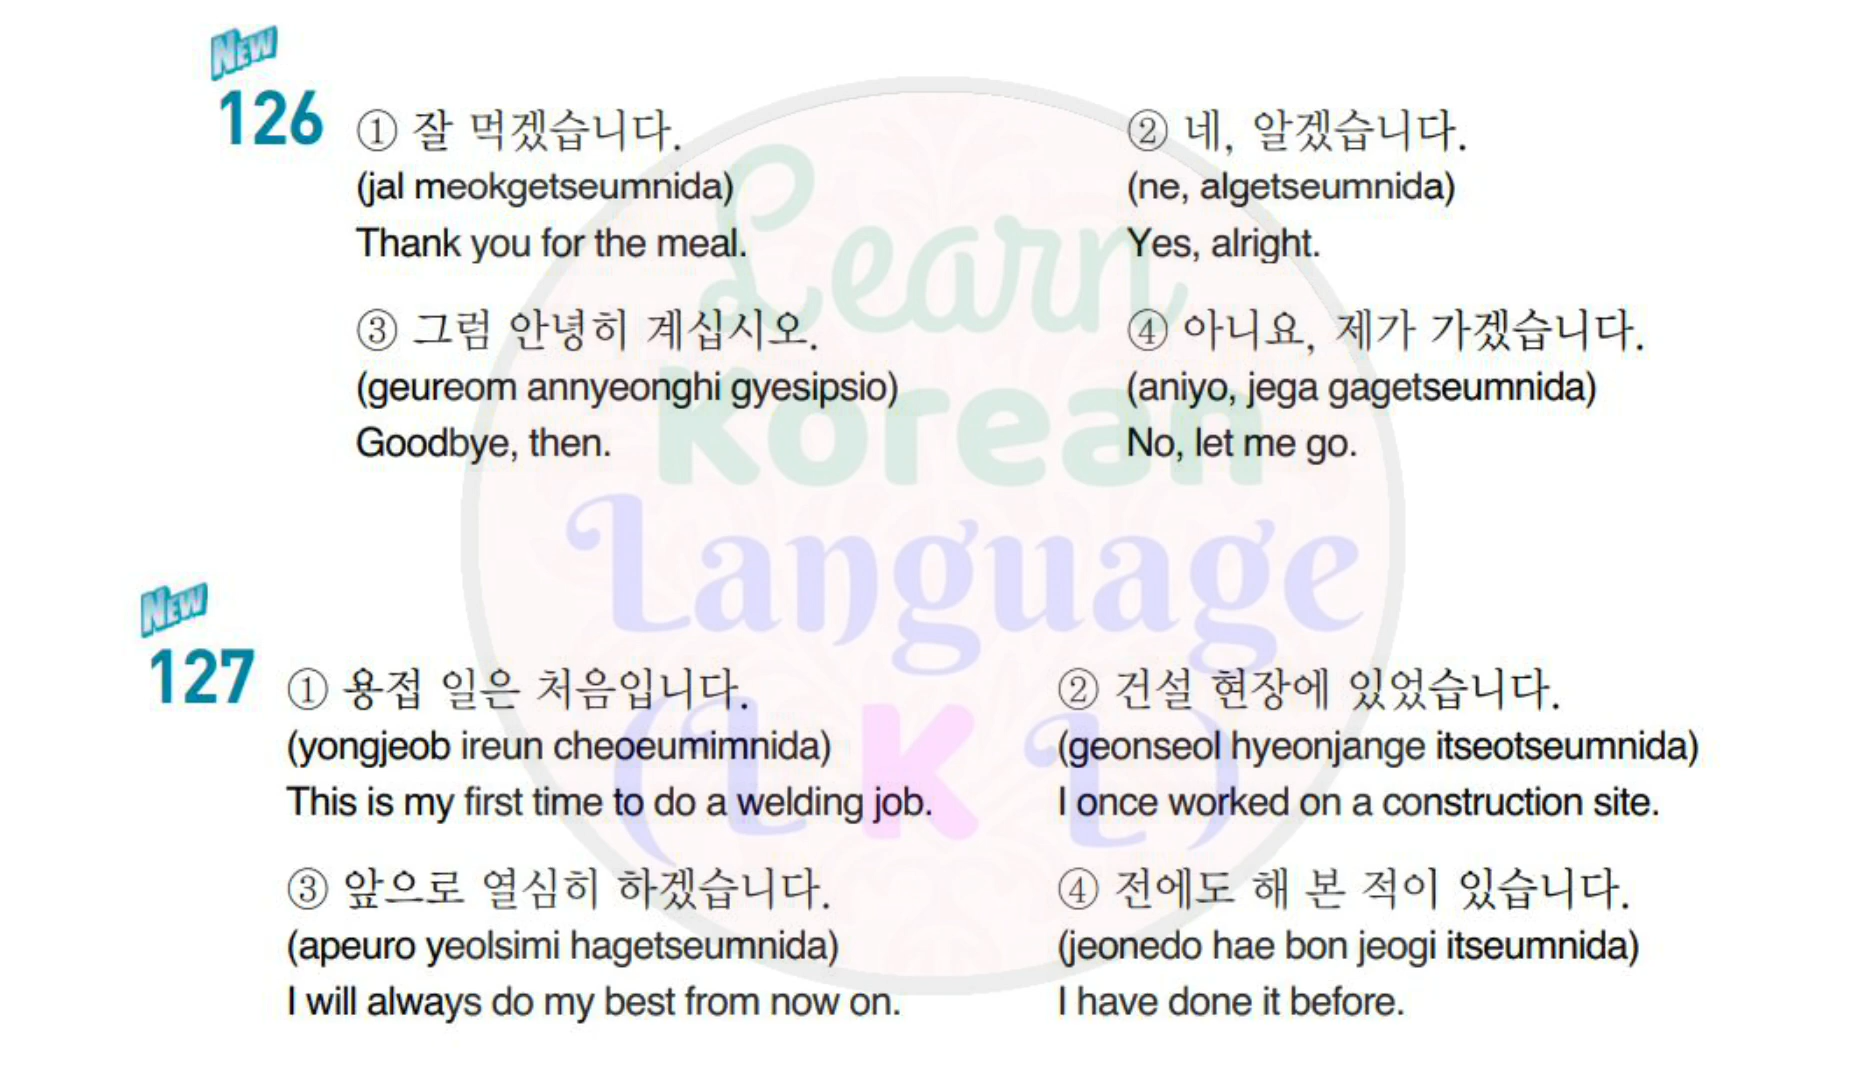 NEW
126 ① 잘 먹겠습니다. ② 네, 알겠습니다.
(jal meokgetseumnida) (ne, algetseumnida)
Thank you for the meal. Yes, alright.
③ 그럼 안녕히 계십시오. ④ 아니요, 제가 가겠습니다.
(geureom annyeonghi gyesipsio) (aniyo, jega gagetseumnida)
Goodbye, then. No, let me go.
NEW
127 ① 용접 일은 처음입니다. ② 건설 현장에 있었습니다.
(yongjeob ireun cheoeumimnida) (geonseol hyeonjange itseotseumnida)
This is my first time to do a welding job. I once worked on a construction site.
③ 앞으로 열심히 하겠습니다. ④ 전에도 해 본 적이 있습니다.
(apeuro yeolsimi hagetseumnida) (jeonedo hae bon jeogi itseumnida)
I will always do my best from now on. I have done it before.
Learn
Korean
Language
(L K L)